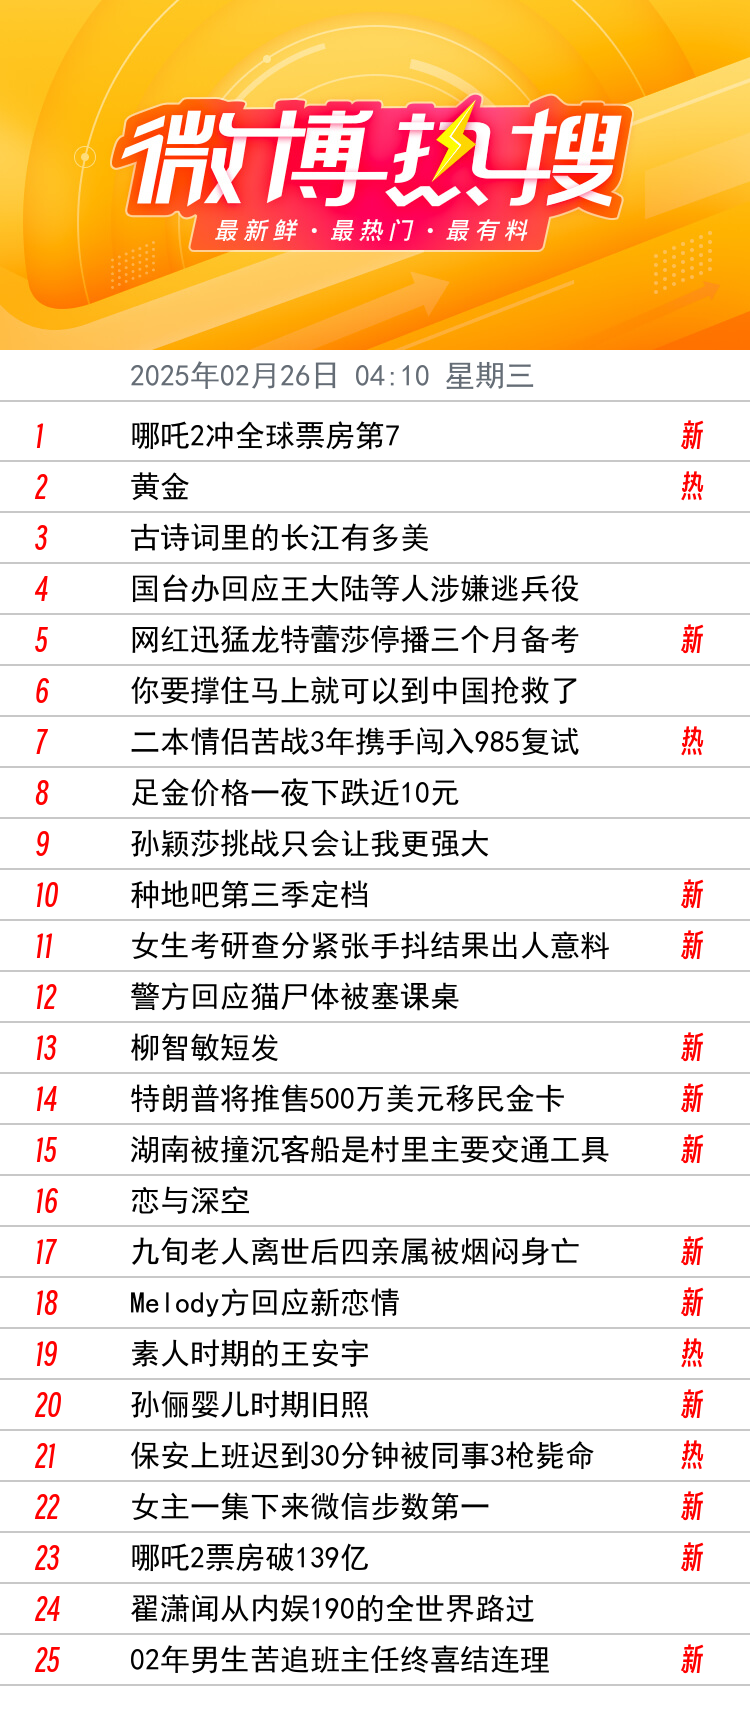 微博热搜
最新鲜·最热门·最有料
2025年02月26日 04:10 星期三
1 哪吒2冲全球票房第7 新
2 黄金 热
3 古诗词里的长江有多美
4 国台办回应王大陆等人涉嫌逃兵役
5 网红迅猛龙特蕾莎停播三个月备考 新
6 你要撑住马上就可以到中国抢救了
7 二本情侣苦战3年携手闯入985复试 热
8 足金价格一夜下跌近10元
9 孙颖莎挑战只会让我更强大
10 种地吧第三季定档 新
11 女生考研查分紧张手抖结果出人意料 新
12 警方回应猫尸体被塞课桌
13 柳智敏短发 新
14 特朗普将推售500万美元移民金卡 新
15 湖南被撞沉客船是村里主要交通工具 新
16 恋与深空
17 九旬老人离世后四亲属被烟闷身亡 新
18 Melody方回应新恋情 新
19 素人时期的王安宇 热
20 孙俪婴儿时期旧照 新
21 保安上班迟到30分钟被同事3枪毙命 热
22 女主一集下来微信步数第一 新
23 哪吒2票房破139亿 新
24 翟潇闻从内娱190的全世界路过
25 02年男生苦追班主任终喜结连理 新